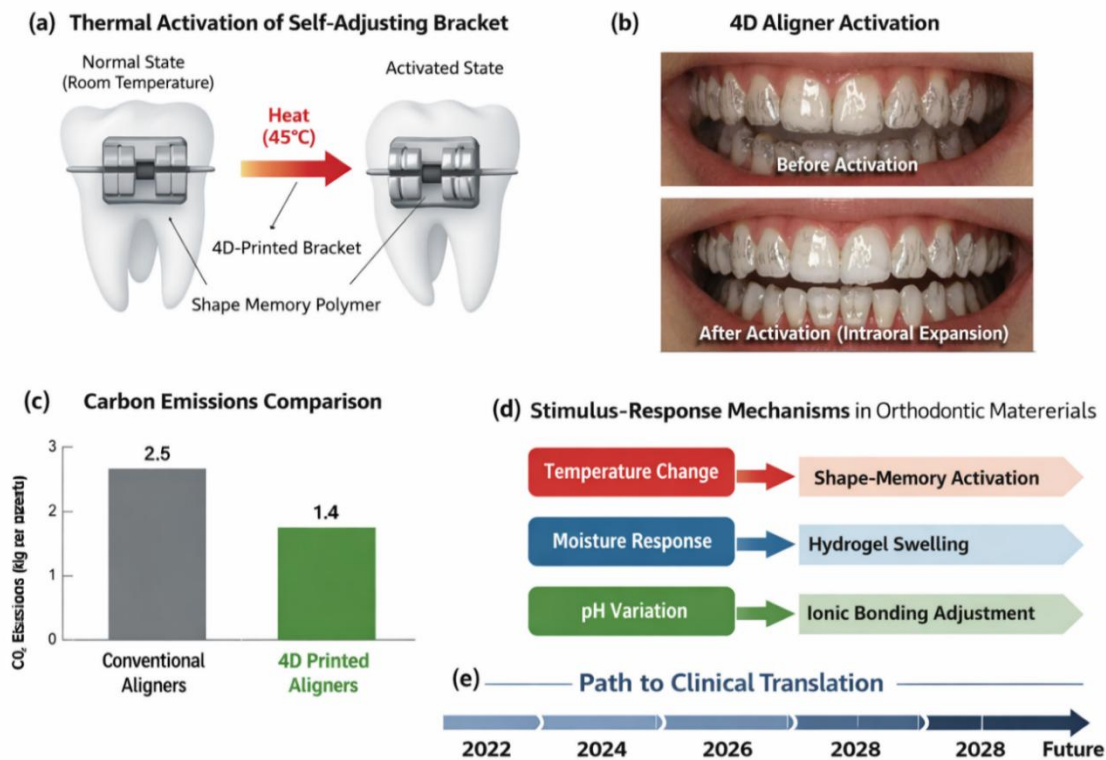 (a) Thermal Activation of Self-Adjusting Bracket
Normal State
(Room Temperature)
Activated State
Heat
(45°C)
4D-Printed Bracket
Shape Memory Polymer
(b) 4D Aligner Activation
Before Activation
After Activation (Intraoral Expansion)
(c) Carbon Emissions Comparison
CO₂
3
2
1
0
2.5
1.4
Conventional
Aligners
4D Printed
Aligners
(d) Stimulus-Response Mechanisms in Orthodontic Matererials
Temperature Change
Shape-Memory Activation
Moisture Response
Hydrogel Swelling
pH Variation
Ionic Bonding Adjustment
(e) Path to Clinical Translation
2022 2024 2026 2028 2028 Future